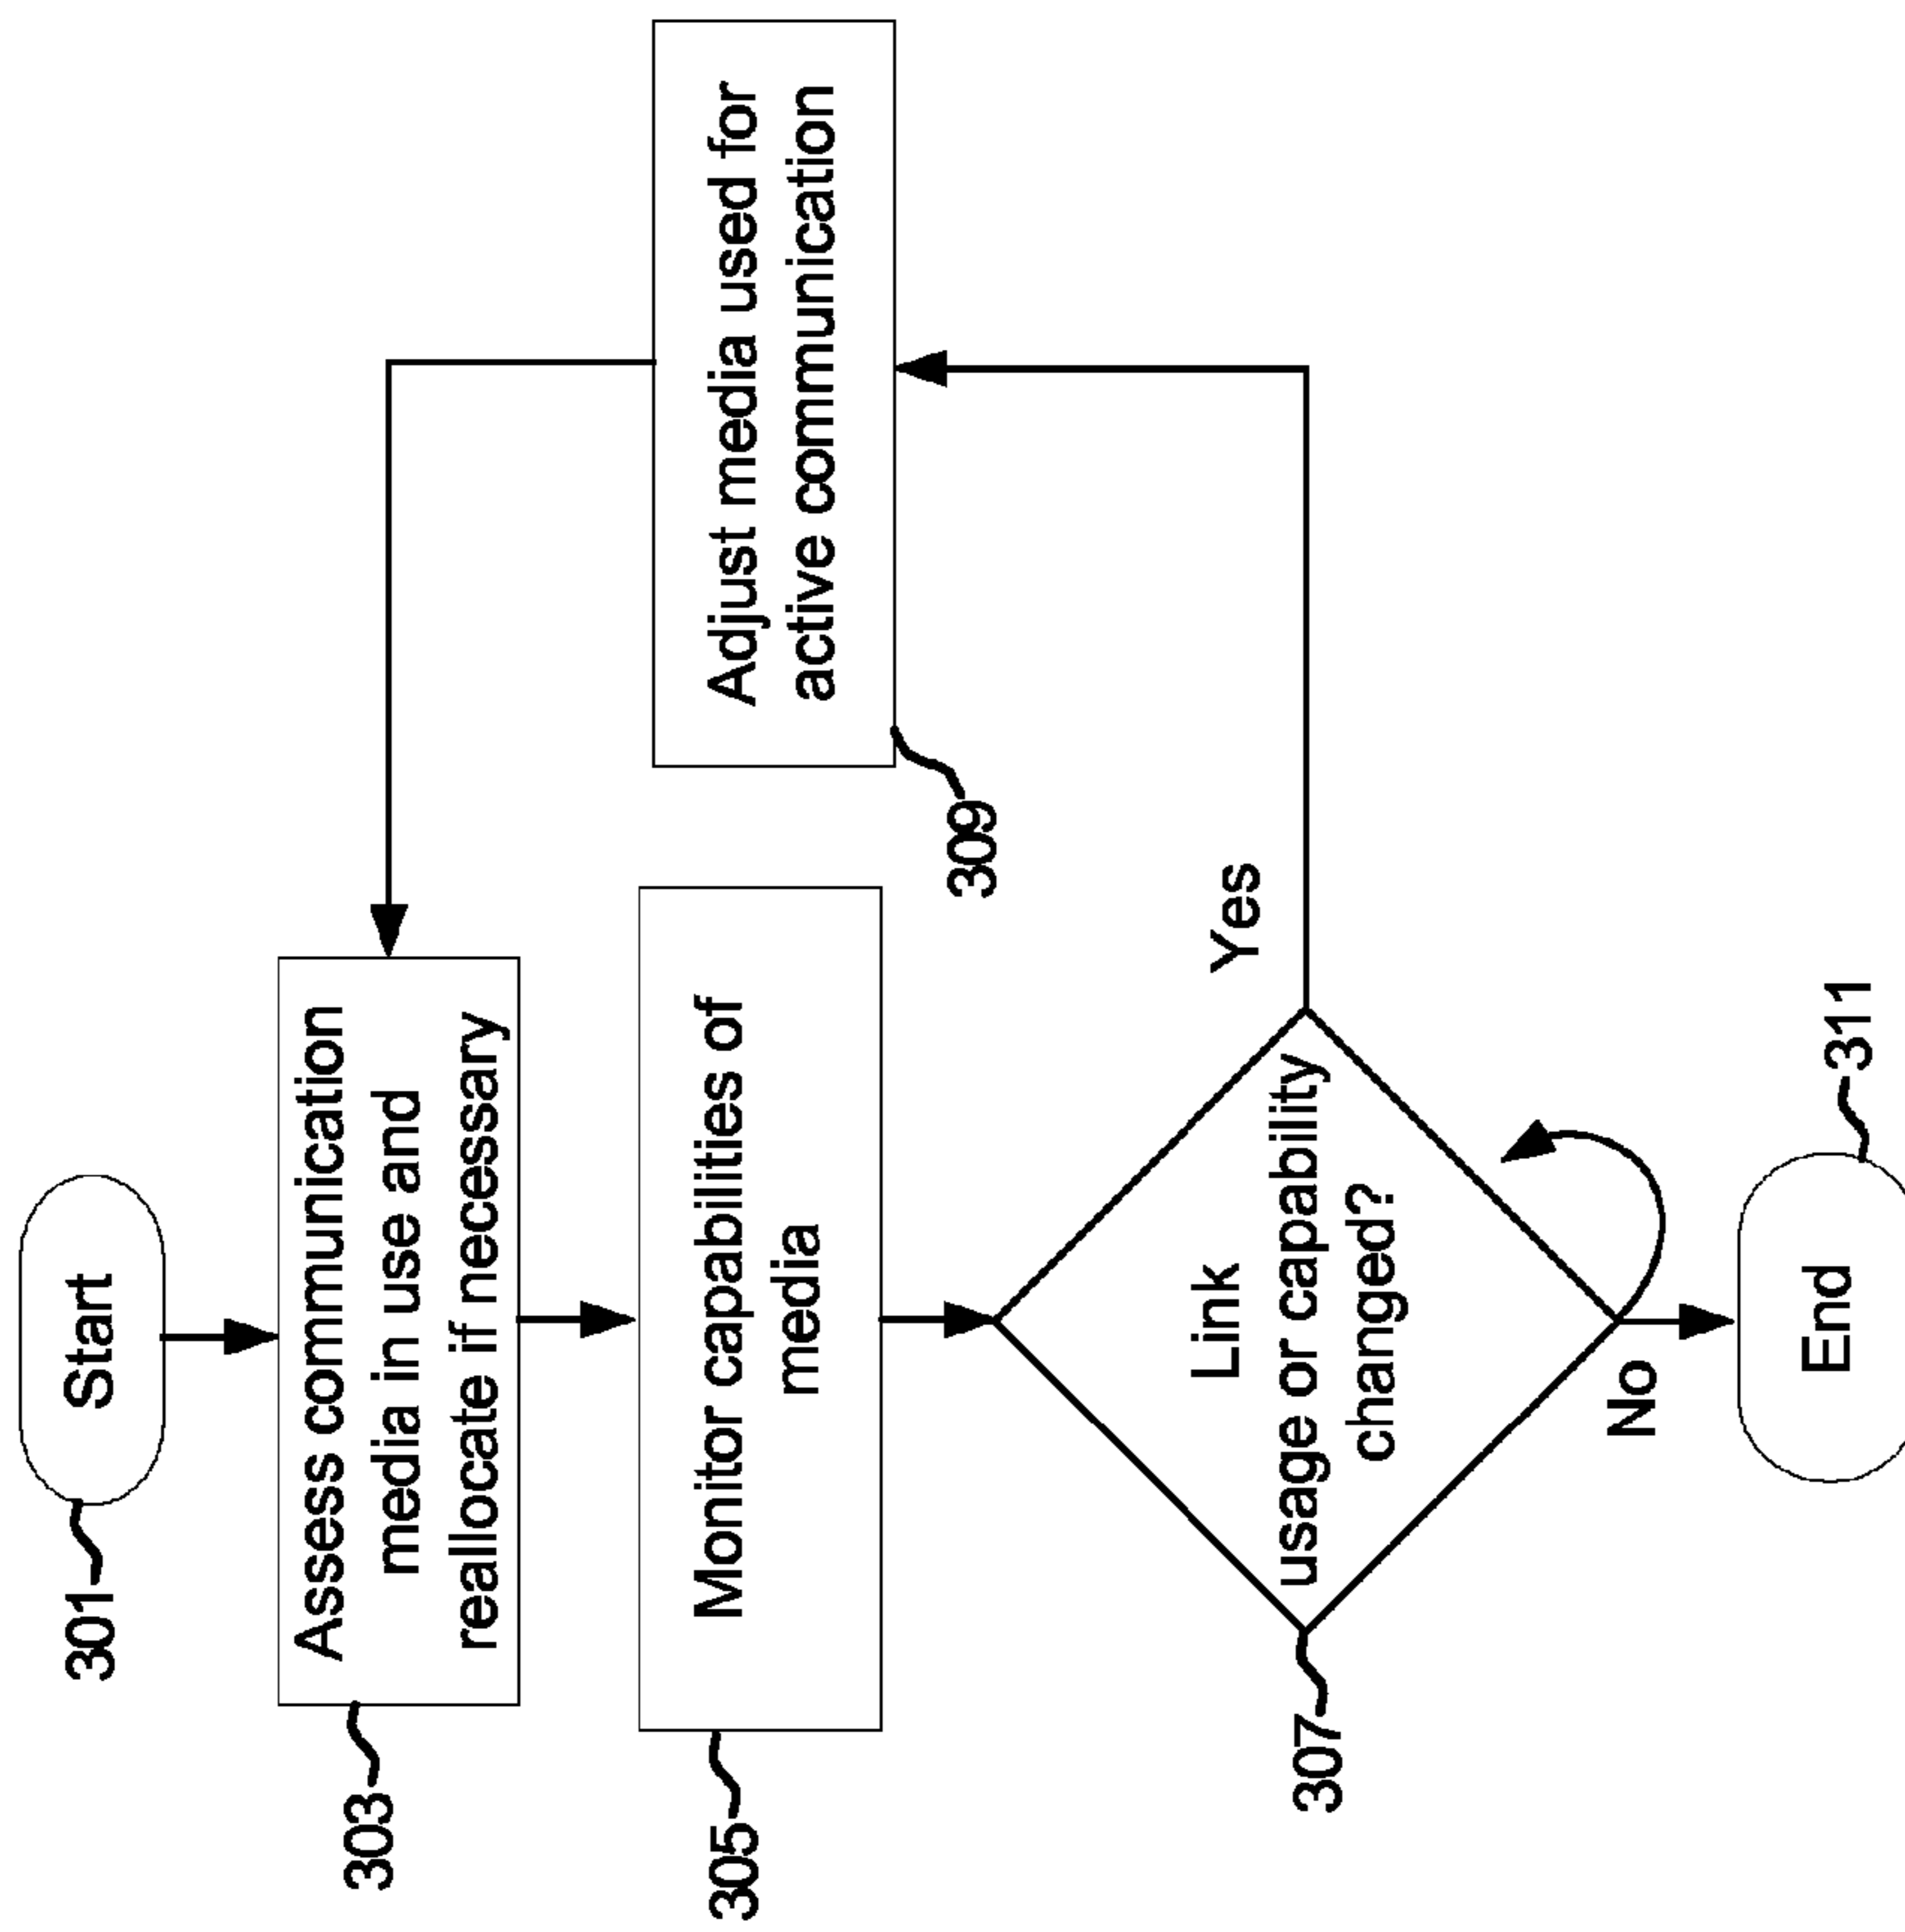 301
Start
303
Assess communication
media in use and
reallocate if necessary
305
Monitor capabilities of
media
307
Link
usage or capability
changed?
Yes
309
Adjust media used for
active communication
No
End
311